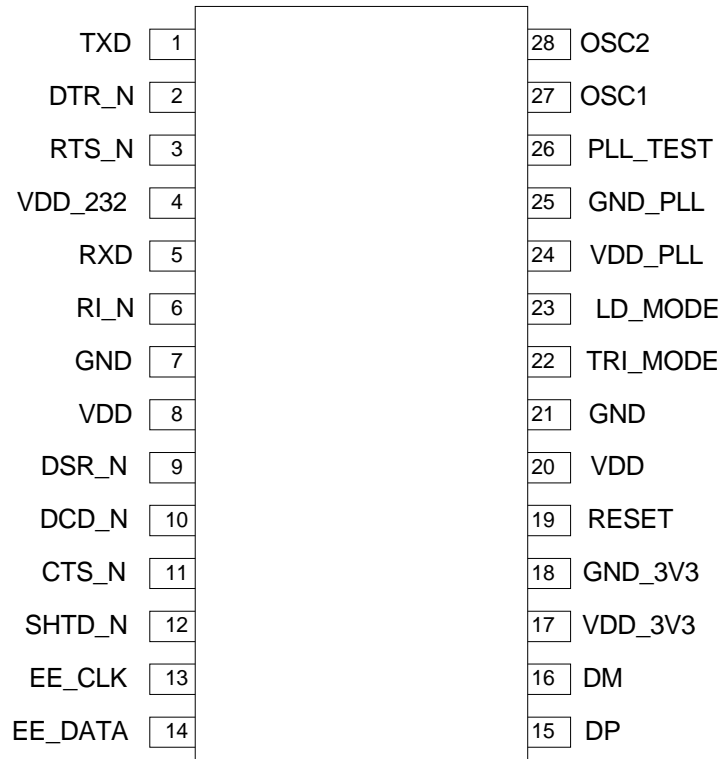 TXD 1 28 OSC2
DTR_N 2 27 OSC1
RTS_N 3 26 PLL_TEST
VDD_232 4 25 GND_PLL
RXD 5 24 VDD_PLL
RI_N 6 23 LD_MODE
GND 7 22 TRI_MODE
VDD 8 21 GND
DSR_N 9 20 VDD
DCD_N 10 19 RESET
CTS_N 11 18 GND_3V3
SHTD_N 12 17 VDD_3V3
EE_CLK 13 16 DM
EE_DATA 14 15 DP